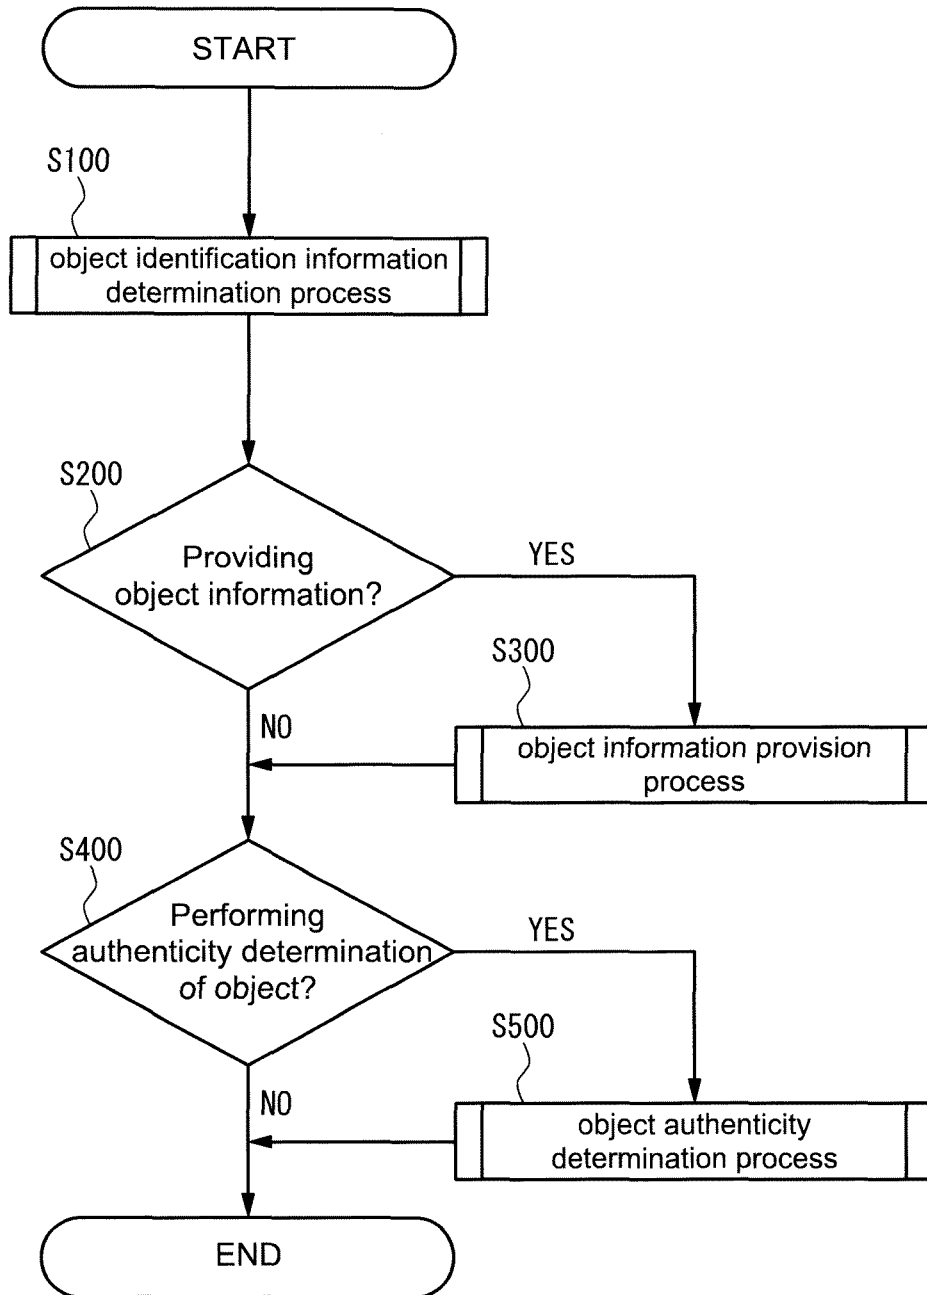 START
S100
object identification information
determination process
S200
Providing
object information?
YES
S300
NO
object information provision
process
S400
Performing
authenticity determination
of object?
YES
S500
NO
object authenticity
determination process
END